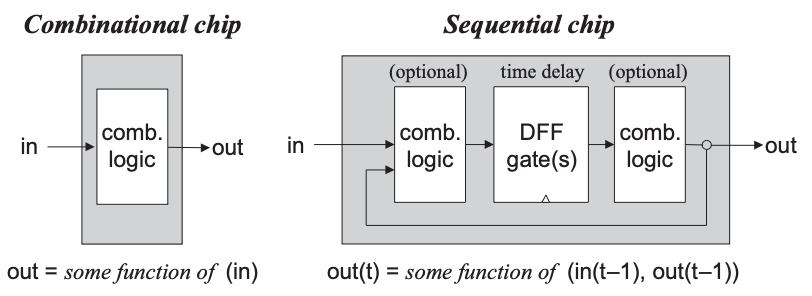 Combinational chip
in
comb.
logic
out
out = some function of (in)
Sequential chip
(optional) time delay (optional)
in
comb.
logic
DFF
gate(s)
comb.
logic
out
out(t) = some function of (in(t–1), out(t–1))